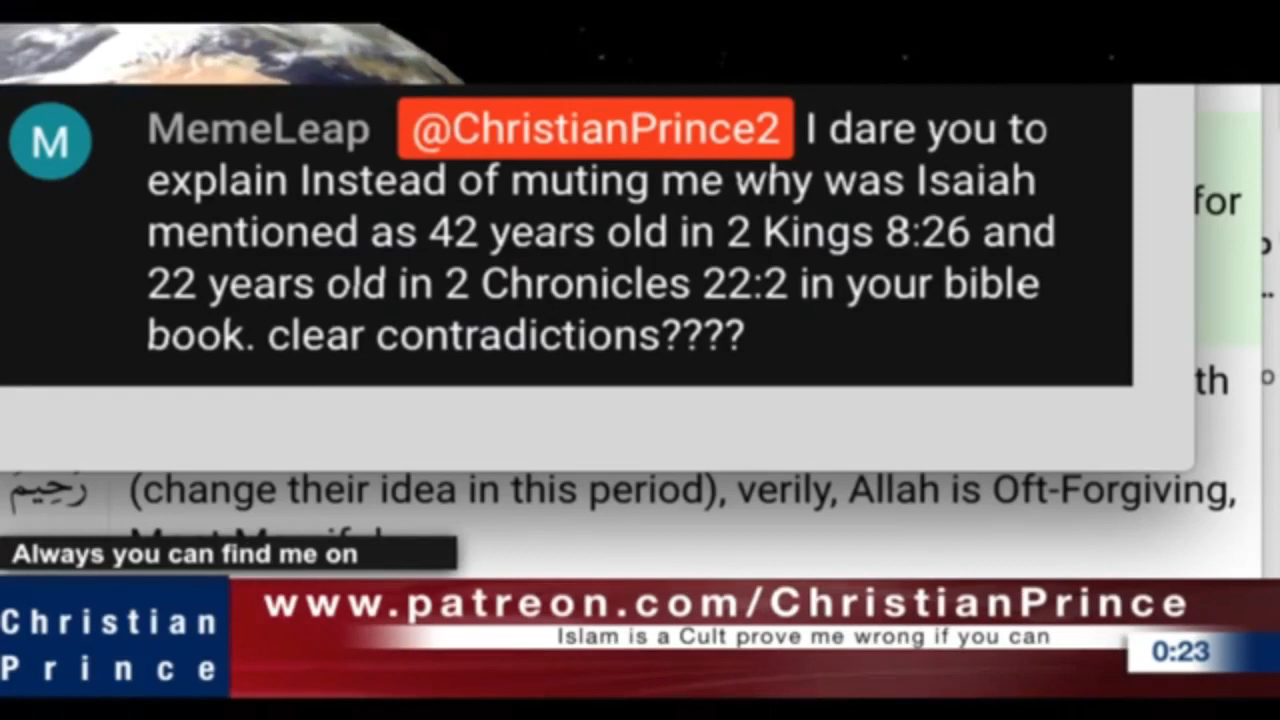 M
MemeLeap @ChristianPrince2 I dare you to
explain Instead of muting me why was Isaiah
mentioned as 42 years old in 2 Kings 8:26 and
22 years old in 2 Chronicles 22:2 in your bible
book. clear contradictions????
for
th
رَحِيمٌ (change their idea in this period), verily, Allah is Oft-Forgiving,
Always you can find me on
Christian
Prince
www.patreon.com/ChristianPrince
Islam is a Cult prove me wrong if you can
0:23